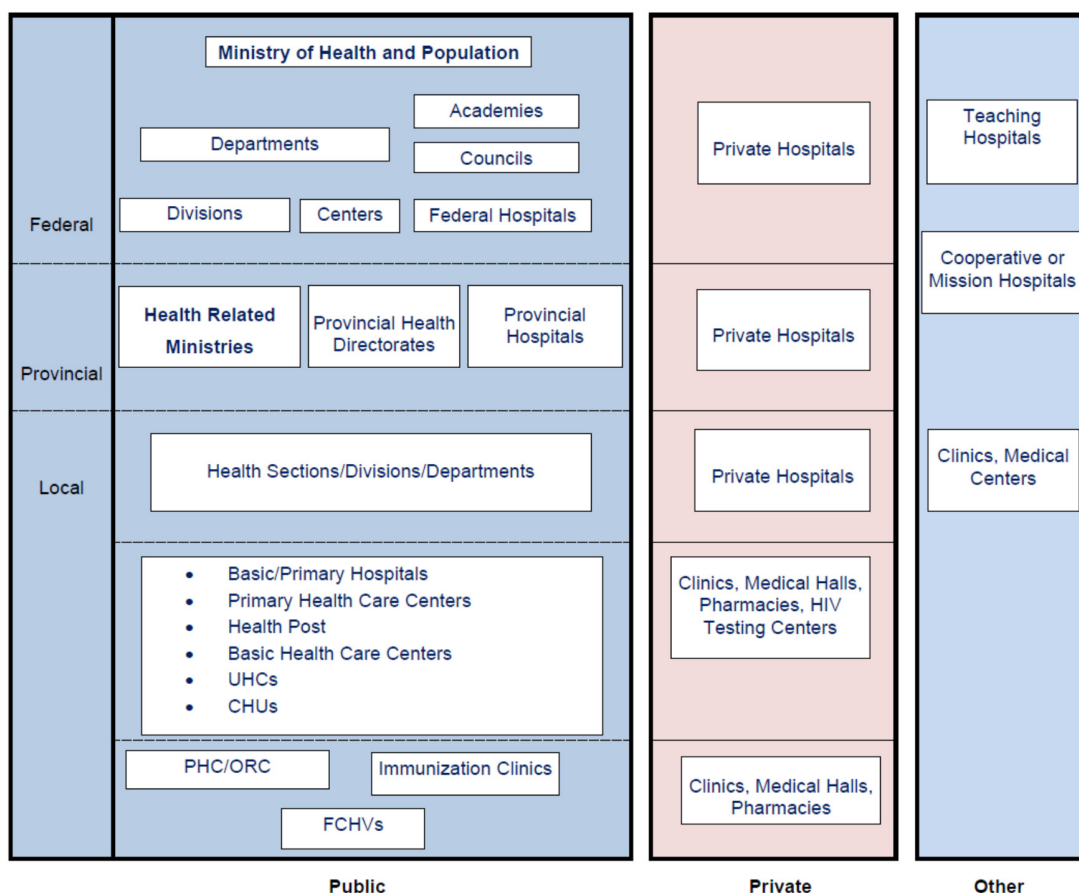 Ministry of Health and Population
Academies
Departments
Councils
Divisions
Centers
Federal Hospitals
Federal
Private Hospitals
Teaching
Hospitals
Cooperative or
Mission Hospitals
Health Related
Ministries
Provincial Health
Directorates
Provincial
Hospitals
Provincial
Private Hospitals
Health Sections/Divisions/Departments
Local
Private Hospitals
Clinics, Medical
Centers
• Basic/Primary Hospitals
• Primary Health Care Centers
• Health Post
• Basic Health Care Centers
• UHCs
• CHUs
Clinics, Medical Halls,
Pharmacies, HIV
Testing Centers
PHC/ORC
Immunization Clinics
FCHVs
Clinics, Medical Halls,
Pharmacies
Public
Private
Other